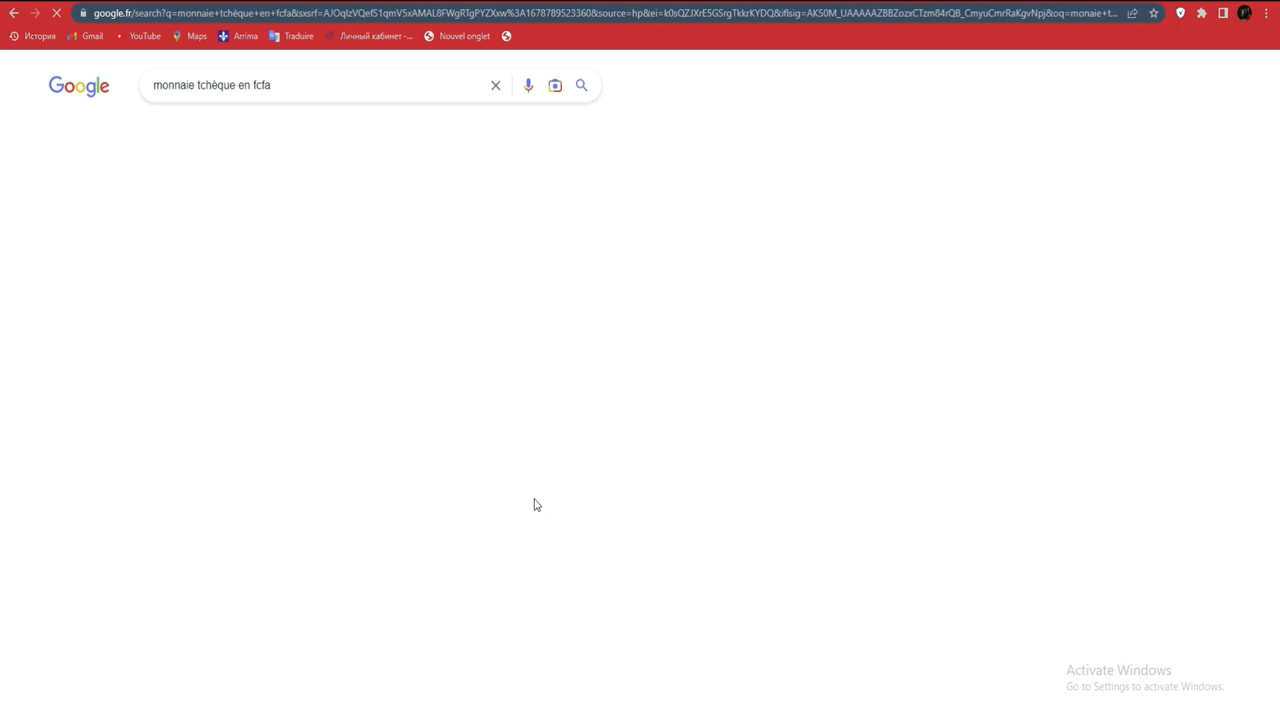 google.fr/search?q=monnaie+tchèque+en+fcfa&sxsrf=AJOqlzVQefS1qmV5xAMAL8FWgRTgPYZXxw%3A1678789523360&source=hp&ei=k0sQZJXrE5GSrgTkkrKYDQ&iflsig=AK50M_UAAAAAZBBZozxCTzm84rQB_CmyuCmrRaKgvNpj&oq=monaie+t...
История Gmail YouTube Maps Arrima Traduire Личный кабинет -... Nouvel onglet
Google monnaie tchèque en fcfa
Activate Windows
Go to Settings to activate Windows.